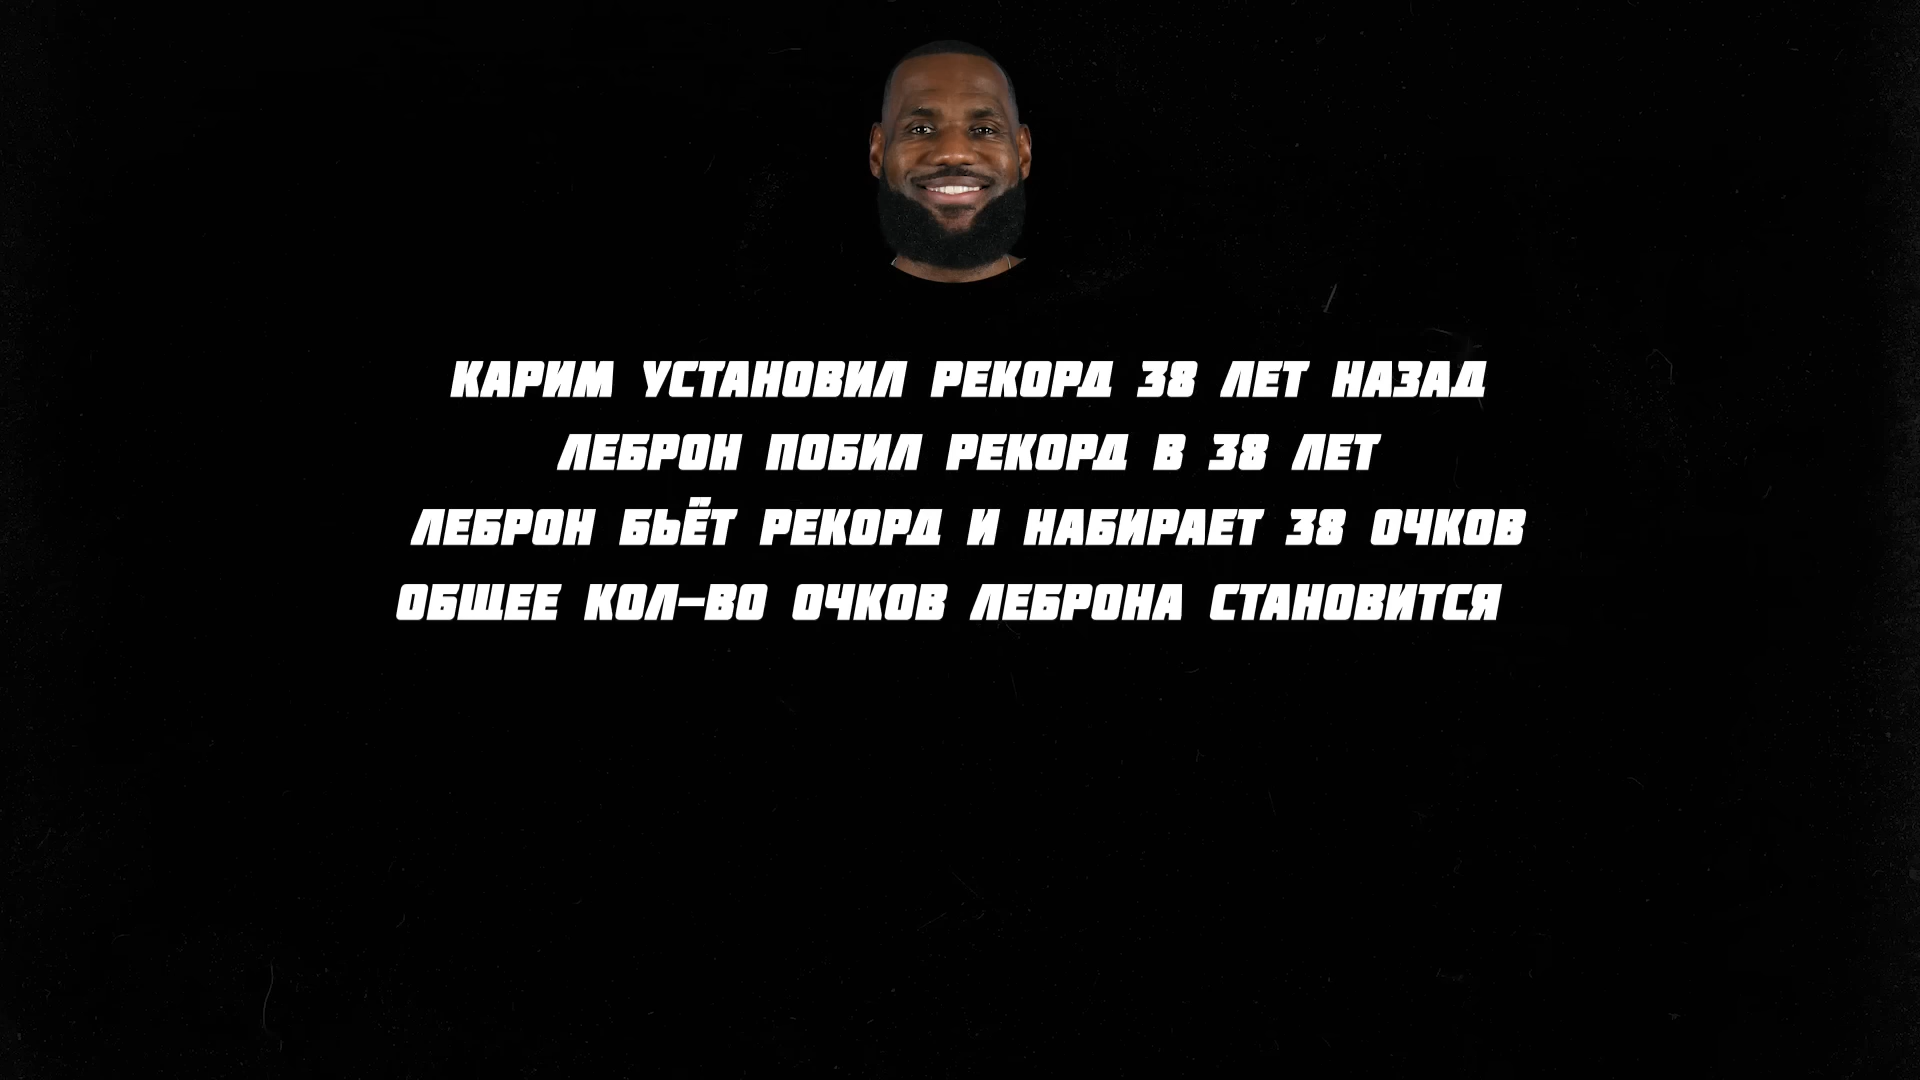 КАРИМ УСТАНОВИЛ РЕКОРД 38 ЛЕТ НАЗАД
ЛЕБРОН ПОБИЛ РЕКОРД В 38 ЛЕТ
ЛЕБРОН БЬЁТ РЕКОРД И НАБИРАЕТ 38 ОЧКОВ
ОБЩЕЕ КОЛ-ВО ОЧКОВ ЛЕБРОНА СТАНОВИТСЯ